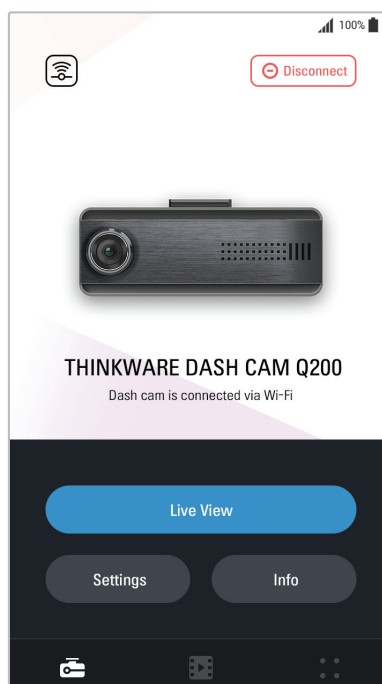 100%
Disconnect
THINKWARE DASH CAM Q200
Dash cam is connected via Wi-Fi
Live View
Settings
Info